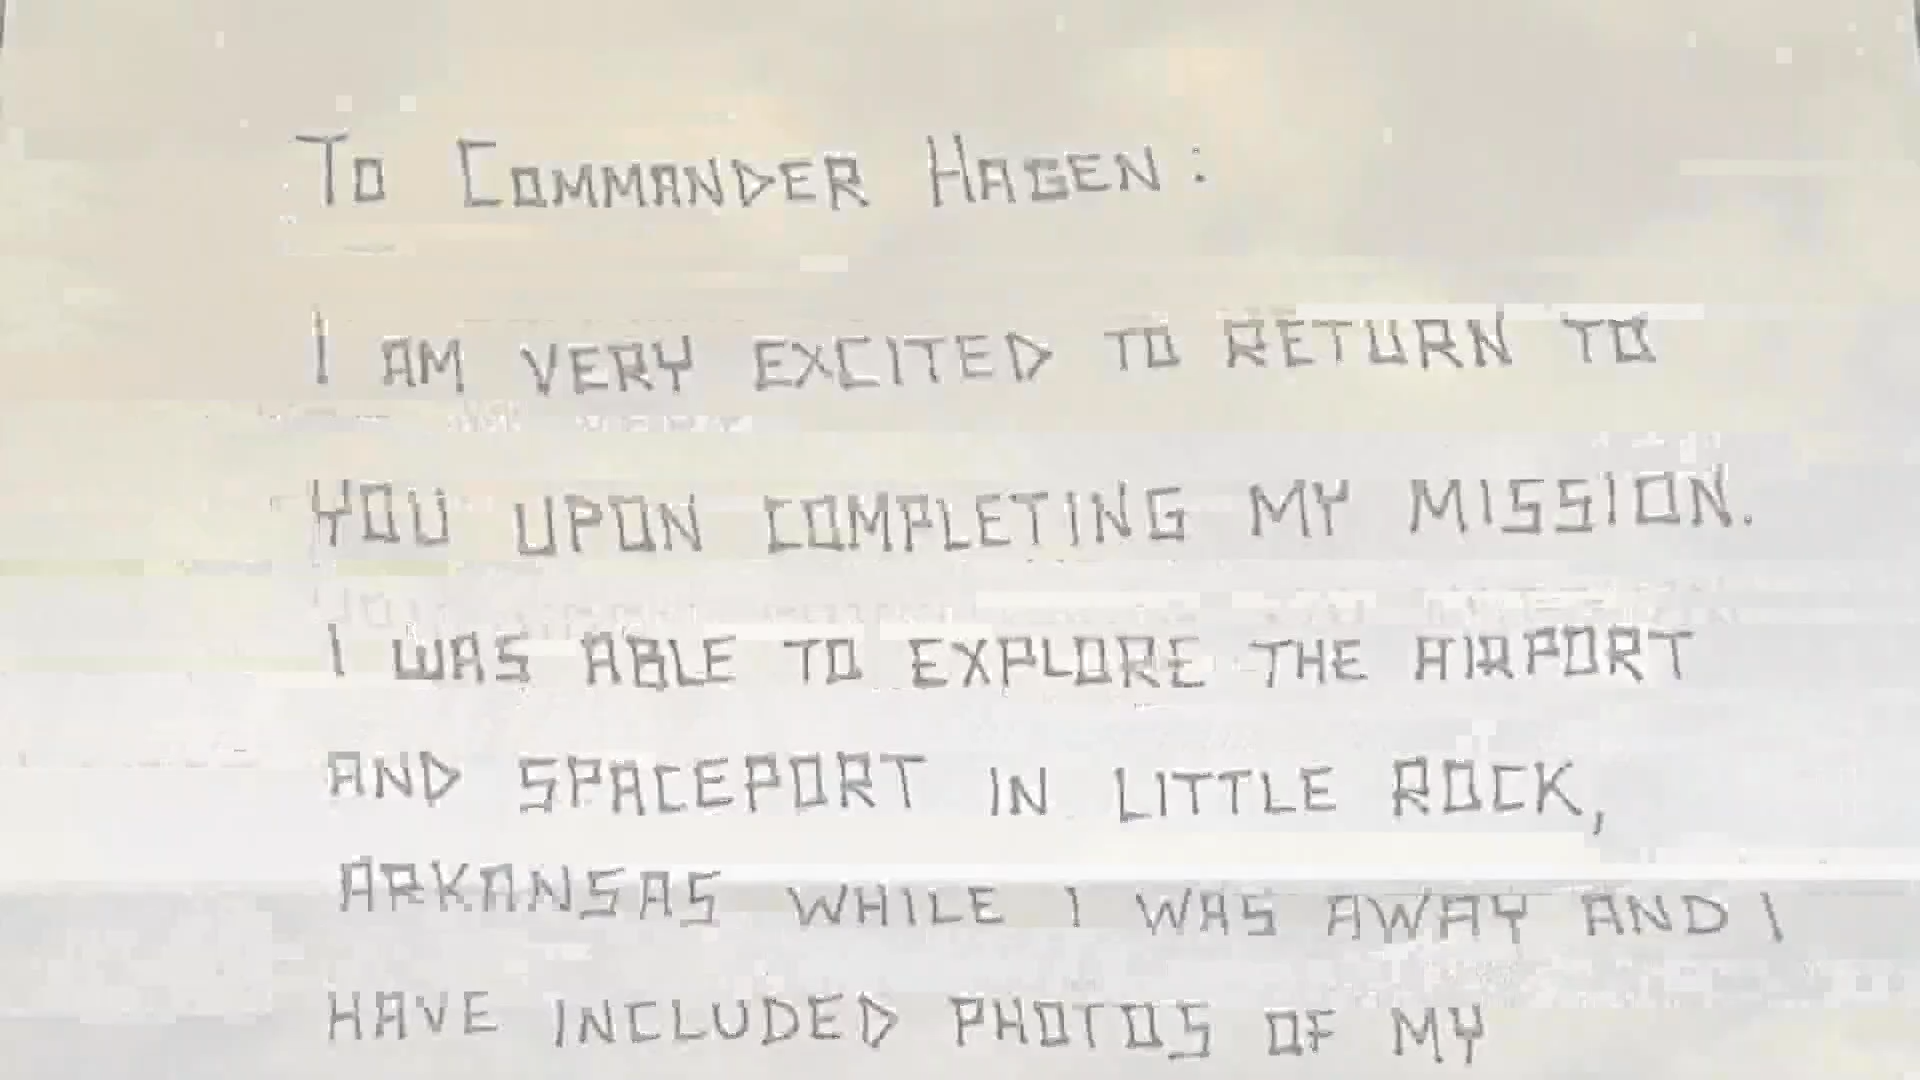 To Commander Hagen:
I AM VERY EXCITED TO RETURN TO
YOU UPON COMPLETING MY MISSION.
I WAS ABLE TO EXPLORE THE AIRPORT
AND SPACEPORT IN LITTLE ROCK,
ARKANSAS WHILE I WAS AWAY AND I
HAVE INCLUDED PHOTOS OF MY